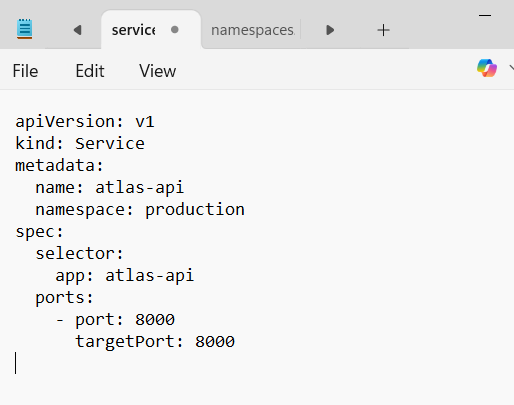 service
namespaces
File Edit View
apiVersion: v1
kind: Service
metadata:
  name: atlas-api
  namespace: production
spec:
  selector:
    app: atlas-api
  ports:
    - port: 8000
      targetPort: 8000